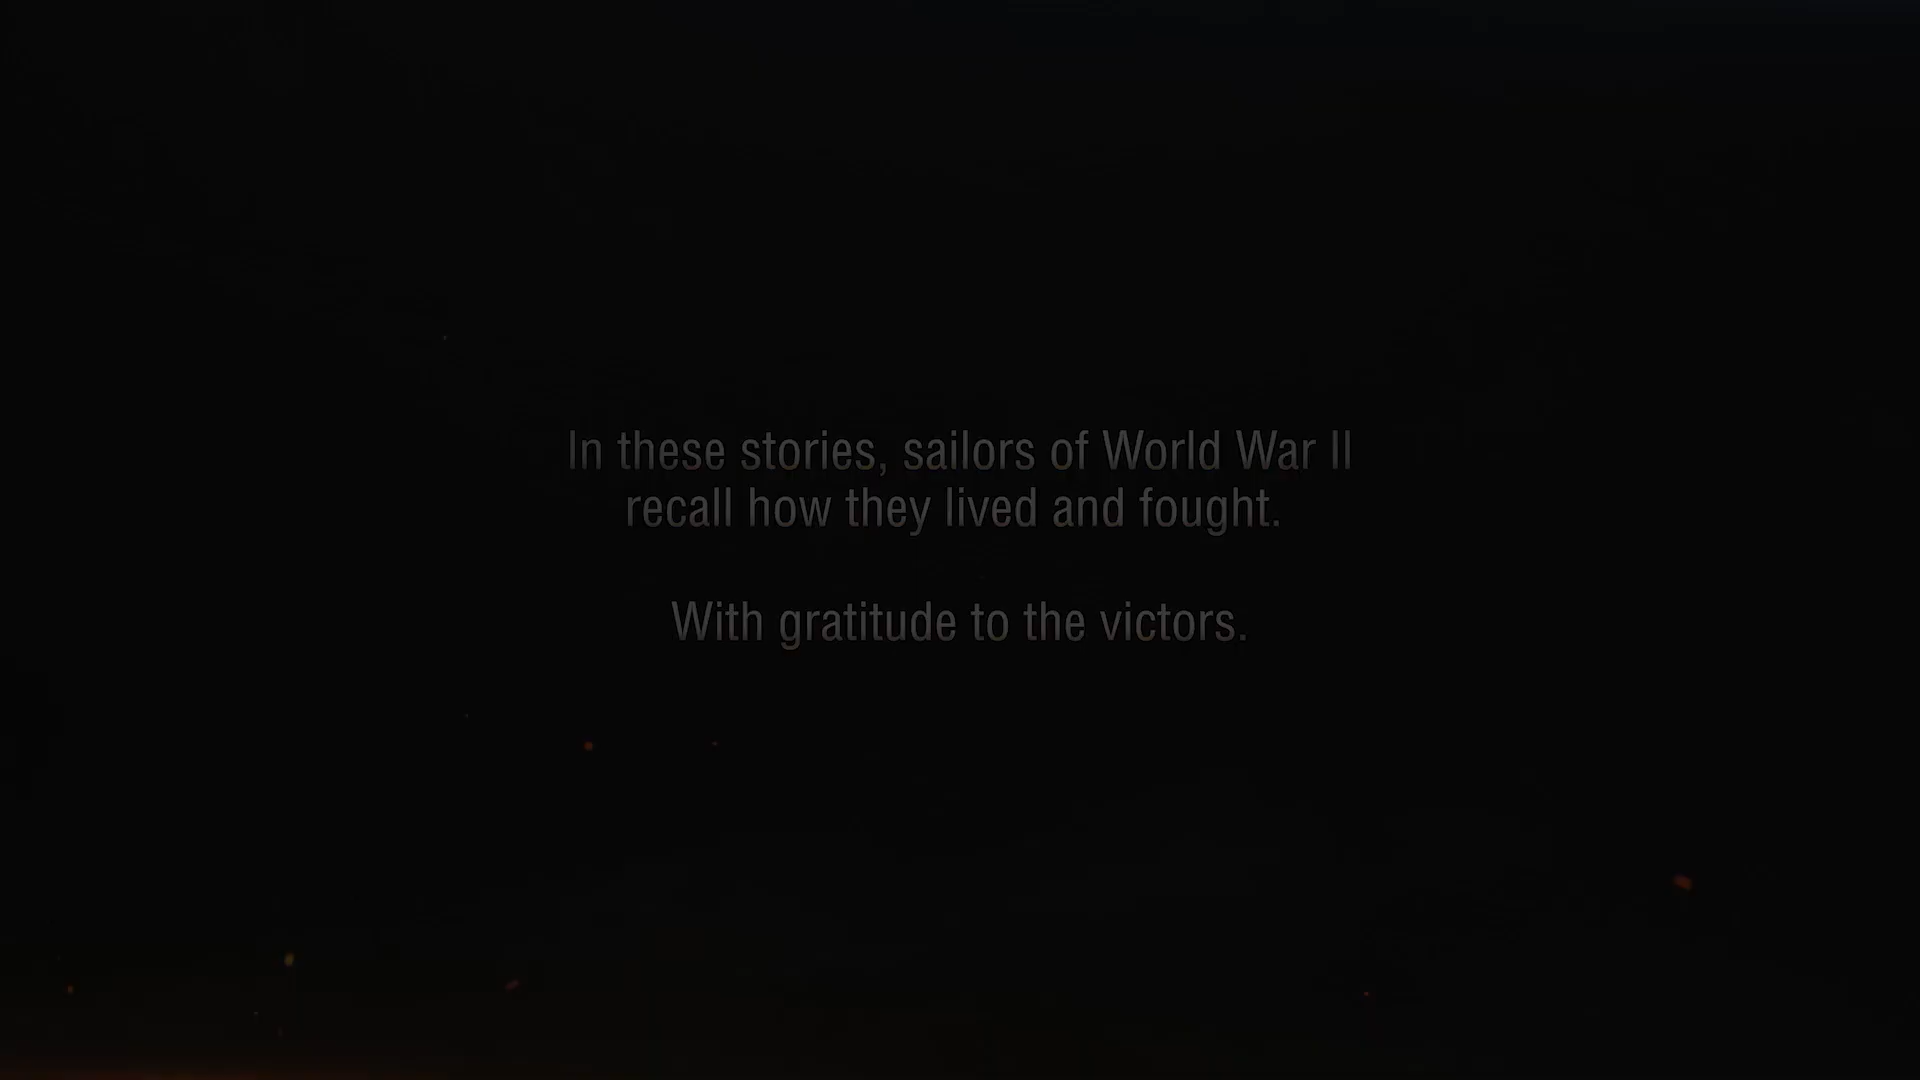 In these stories, sailors of World War II
recall how they lived and fought.
With gratitude to the victors.